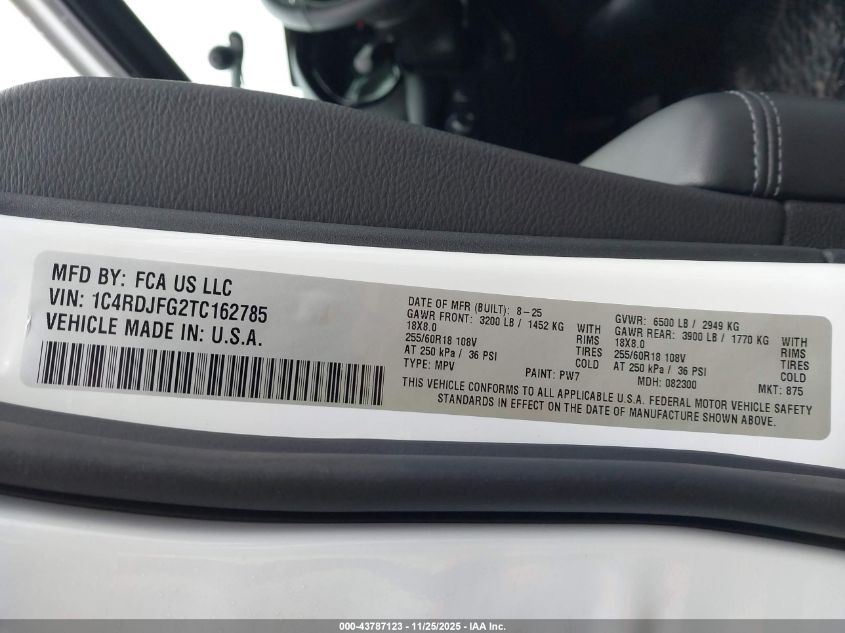 MFD BY: FCA US LLC
VIN: 1C4RDJFG2TC162785
VEHICLE MADE IN: U.S.A.
DATE OF MFR (BUILT): 8-25
GAWR FRONT: 3200 LB / 1452 KG WITH
18X8.0 RIMS
255/60R18 108V TIRES
AT 250 kPa / 36 PSI COLD
TYPE: MPV PAINT: PW7
GVWR: 6500 LB / 2949 KG
GAWR REAR: 3900 LB / 1770 KG WITH
18X8.0 RIMS
255/60R18 108V TIRES
AT 250 kPa / 36 PSI COLD
MDH: 082300 MKT: 875
THIS VEHICLE CONFORMS TO ALL APPLICABLE U.S.A. FEDERAL MOTOR VEHICLE SAFETY
STANDARDS IN EFFECT ON THE DATE OF MANUFACTURE SHOWN ABOVE.
000-43787123 - 11/25/2025 - IAA Inc.